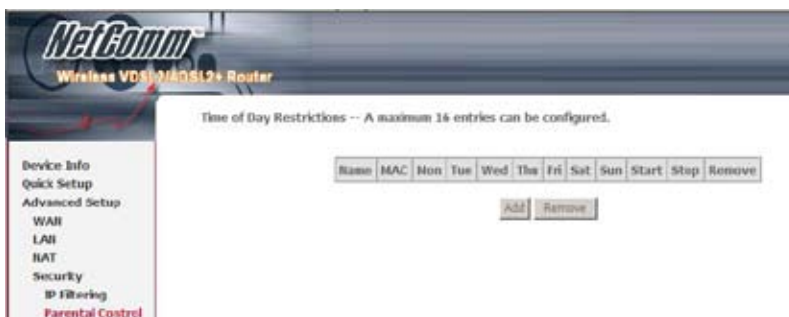 NetComm
Wireless VDSL2/ADSL2+ Router
Time of Day Restrictions -- A maximum 16 entries can be configured.
Name MAC Mon Tue Wed Thu Fri Sat Sun Start Stop Remove
Add Remove
Device Info
Quick Setup
Advanced Setup
WAN
LAN
NAT
Security
IP Filtering
Parental Control